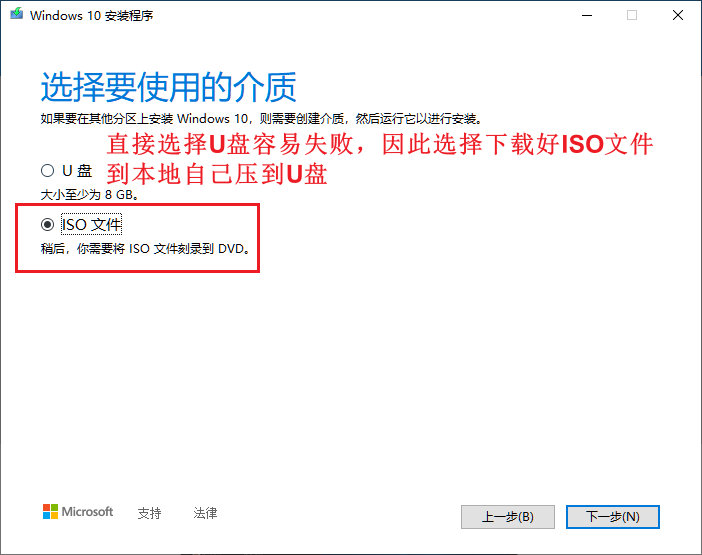 Windows 10 安装程序
选择要使用的介质
如果要在其他分区上安装 Windows 10，则需要创建介质，然后运行它以进行安装。
直接选择U盘容易失败，因此选择下载好ISO文件
到本地自己压到U盘
U 盘
大小至少为 8 GB。
ISO 文件
稍后，你需要将 ISO 文件刻录到 DVD。
Microsoft 支持 法律 上一步(B) 下一步(N)